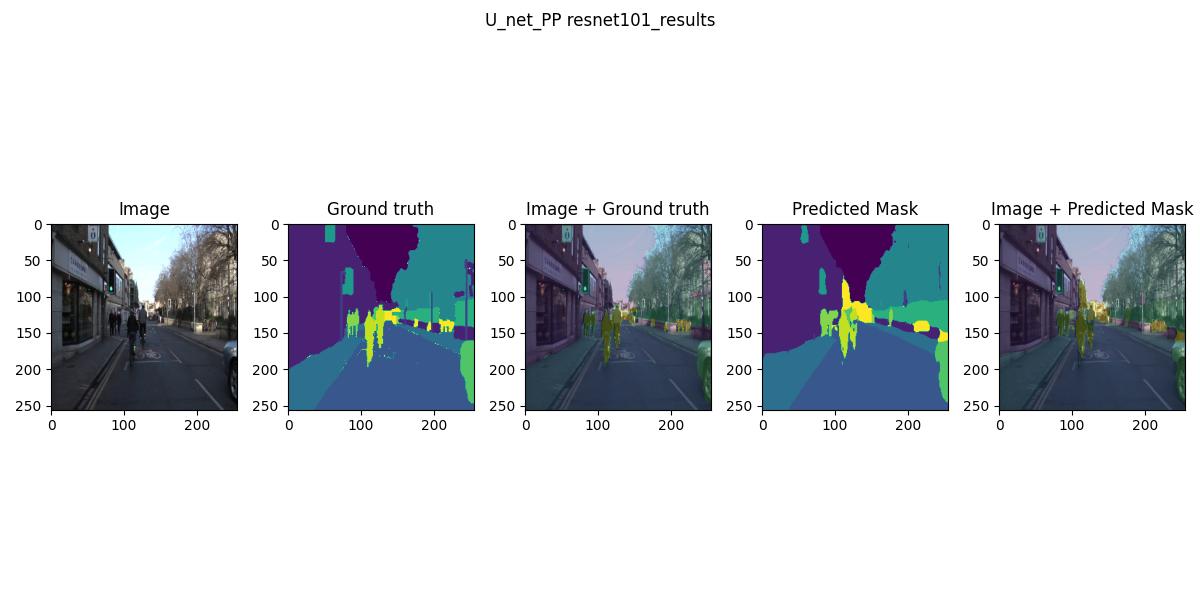 U_net_PP resnet101_results
Image
Ground truth
Image + Ground truth
Predicted Mask
Image + Predicted Mask
0 0 0 0 0
50 50 50 50 50
100 100 100 100 100
150 150 150 150 150
200 200 200 200 200
250 250 250 250 250
0 100 200 0 100 200 0 100 200 0 100 200 0 100 200